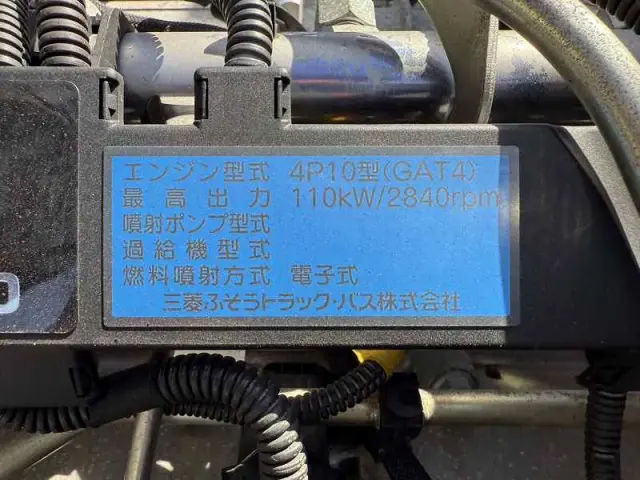 エンジン型式 4P10型(GAT4)
最高出力 110kW/2840rpm
噴射ポンプ型式
過給機型式
燃料噴射方式 電子式
三菱ふそうトラック・バス株式会社